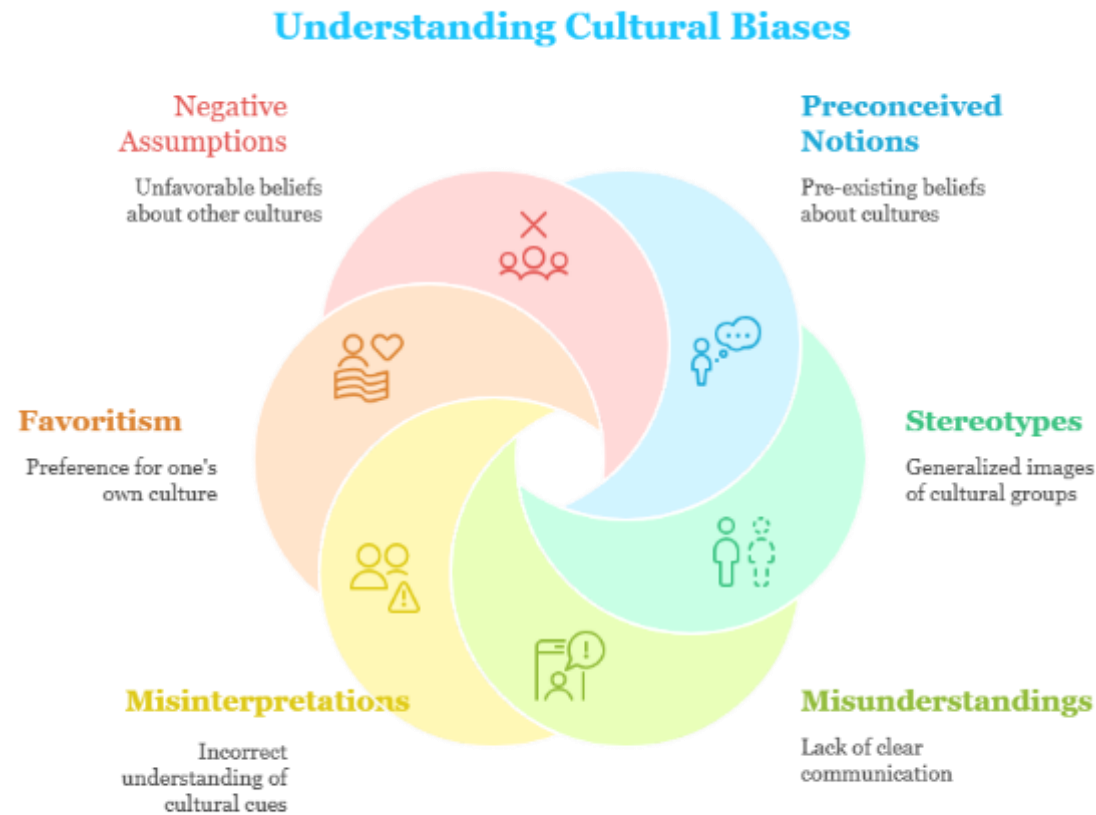 Understanding Cultural Biases
Negative
Assumptions
Unfavorable beliefs
about other cultures
Preconceived
Notions
Pre-existing beliefs
about cultures
Favoritism
Preference for one's
own culture
Stereotypes
Generalized images
of cultural groups
Misinterpretations
Incorrect
understanding of
cultural cues
Misunderstandings
Lack of clear
communication